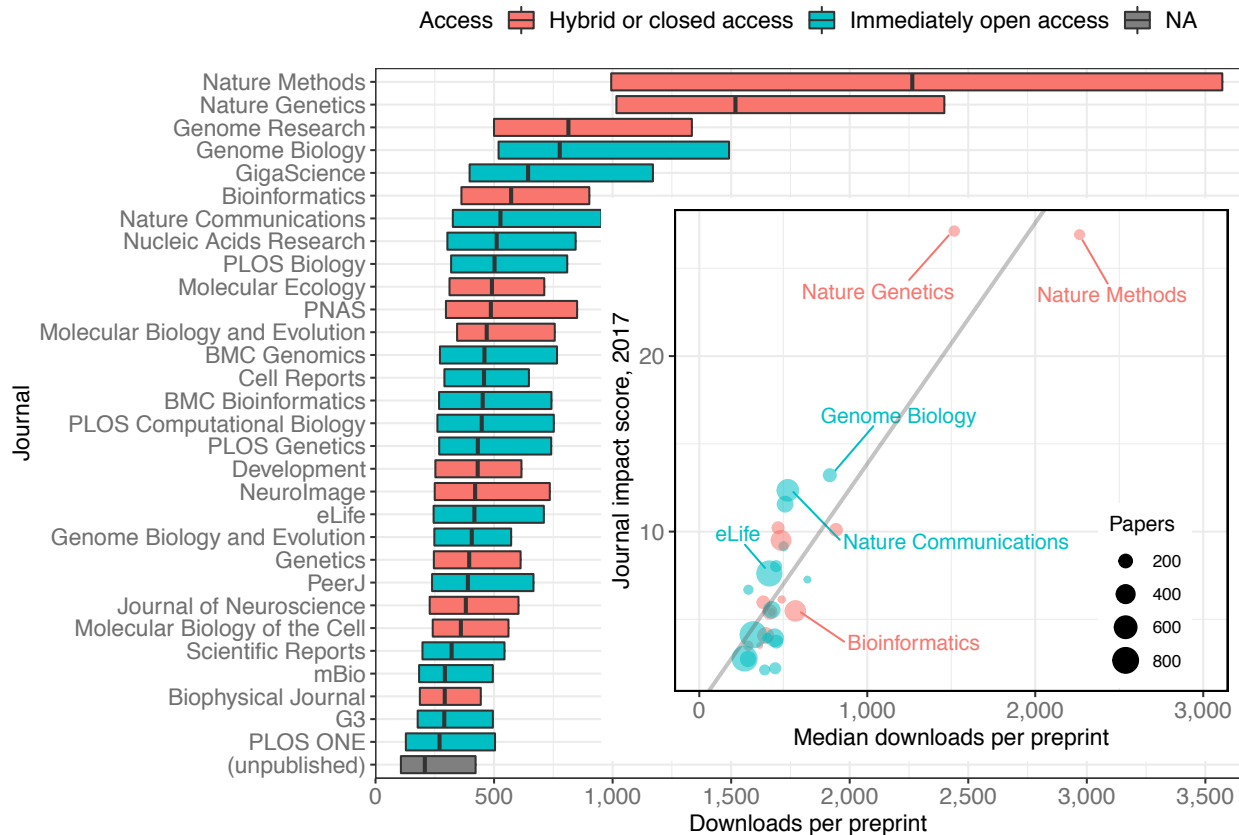 Access Hybrid or closed access Immediately open access NA
Journal
Nature Methods
Nature Genetics
Genome Research
Genome Biology
GigaScience
Bioinformatics
Nature Communications
Nucleic Acids Research
PLOS Biology
Molecular Ecology
PNAS
Molecular Biology and Evolution
BMC Genomics
Cell Reports
BMC Bioinformatics
PLOS Computational Biology
PLOS Genetics
Development
NeuroImage
eLife
Genome Biology and Evolution
Genetics
PeerJ
Journal of Neuroscience
Molecular Biology of the Cell
Scientific Reports
mBio
Biophysical Journal
G3
PLOS ONE
(unpublished)
0 500 1,000 1,500 2,000 2,500 3,000 3,500
Downloads per preprint
Journal impact score, 2017
20
10
Nature Genetics
Nature Methods
Genome Biology
eLife
Nature Communications
Bioinformatics
Papers
200
400
600
800
0 1,000 2,000 3,000
Median downloads per preprint